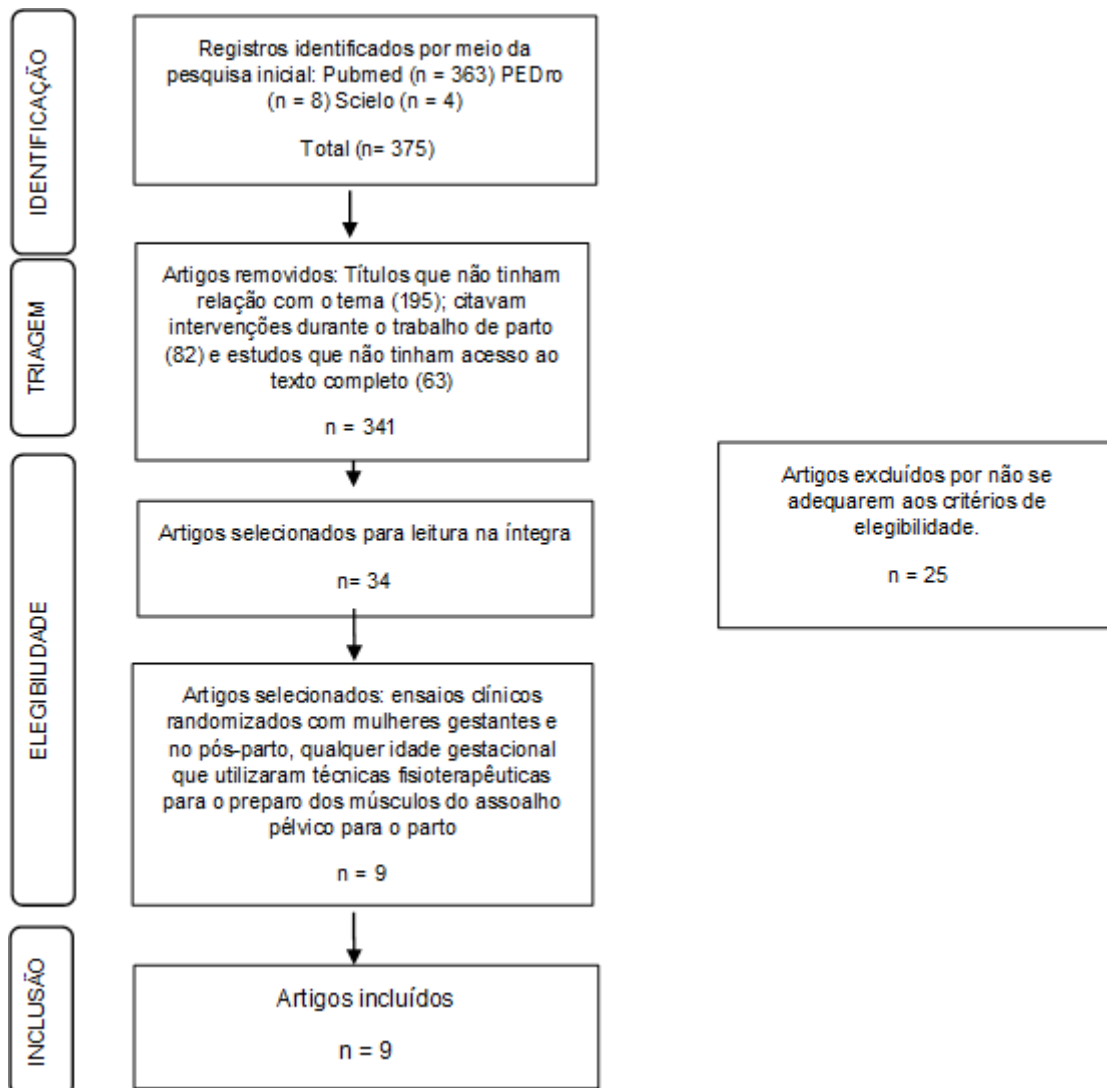 IDENTIFICAÇÃO
Registros identificados por meio da
pesquisa inicial: Pubmed (n = 363) PEDro
(n = 8) Scielo (n = 4)
Total (n= 375)
TRIAGEM
Artigos removidos: Títulos que não tinham
relação com o tema (195); citavam
intervenções durante o trabalho de parto
(82) e estudos que não tinham acesso ao
texto completo (63)
n = 341
ELEGIBILIDADE
Artigos selecionados para leitura na íntegra
n= 34
Artigos excluídos por não se
adequarem aos critérios de
elegibilidade.
n = 25
Artigos selecionados: ensaios clínicos
randomizados com mulheres gestantes e
no pós-parto, qualquer idade gestacional
que utilizaram técnicas fisioterapêuticas
para o preparo dos músculos do assoalho
pélvico para o parto
n = 9
INCLUSÃO
Artigos incluídos
n = 9